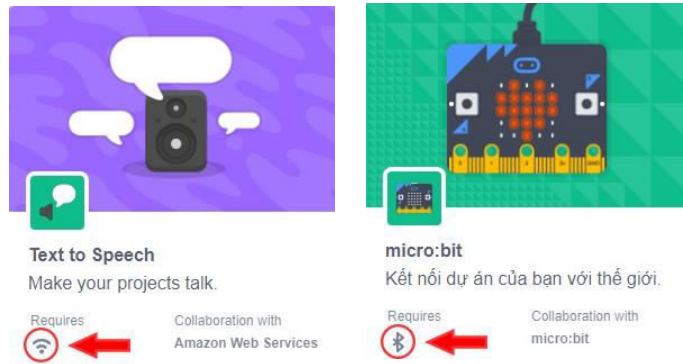 Text to Speech
Make your projects talk.
Requires
Collaboration with
Amazon Web Services
micro:bit
Kết nối dự án của bạn với thế giới.
Requires
Collaboration with
micro:bit